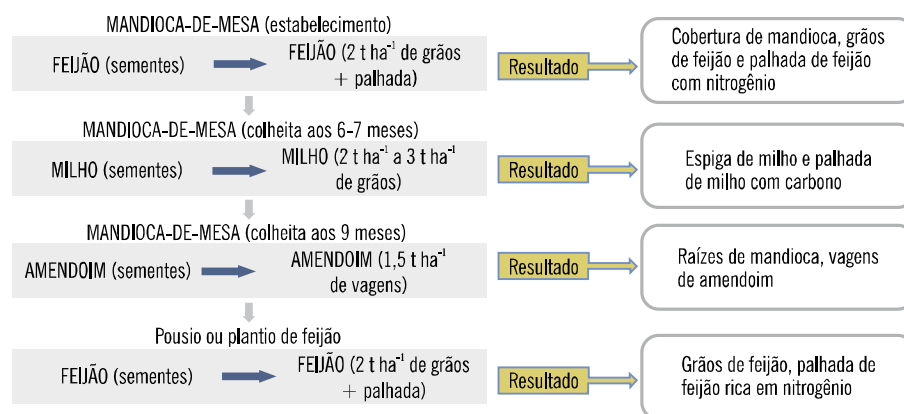 MANDIOCA-DE-MESA (estabelecimento)
FEIJÃO (sementes)
FEIJÃO (2 t ha⁻¹ de grãos
+ palhada)
Resultado
Cobertura de mandioca, grãos
de feijão e palhada de feijão
com nitrogênio
MANDIOCA-DE-MESA (colheita aos 6-7 meses)
MILHO (sementes)
MILHO (2 t ha⁻¹ a 3 t ha⁻¹
de grãos)
Resultado
Espiga de milho e palhada
de milho com carbono
MANDIOCA-DE-MESA (colheita aos 9 meses)
AMENDOIM (sementes)
AMENDOIM (1,5 t ha⁻¹
de vagens)
Resultado
Raízes de mandioca, vagens
de amendoim
Pousio ou plantio de feijão
FEIJÃO (sementes)
FEIJÃO (2 t ha⁻¹ de grãos
+ palhada)
Resultado
Grãos de feijão, palhada de
feijão rica em nitrogênio